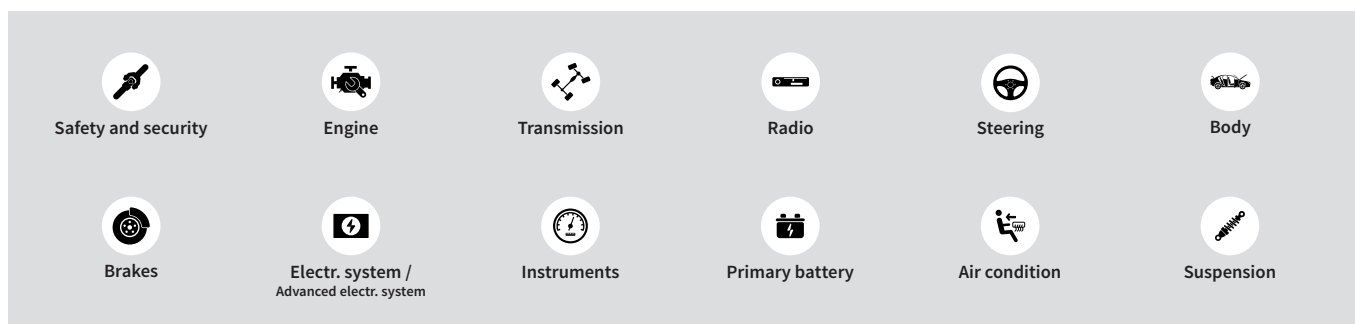 Safety and security
Engine
Transmission
Radio
Steering
Body
Brakes
Electr. system /
Advanced electr. system
Instruments
Primary battery
Air condition
Suspension